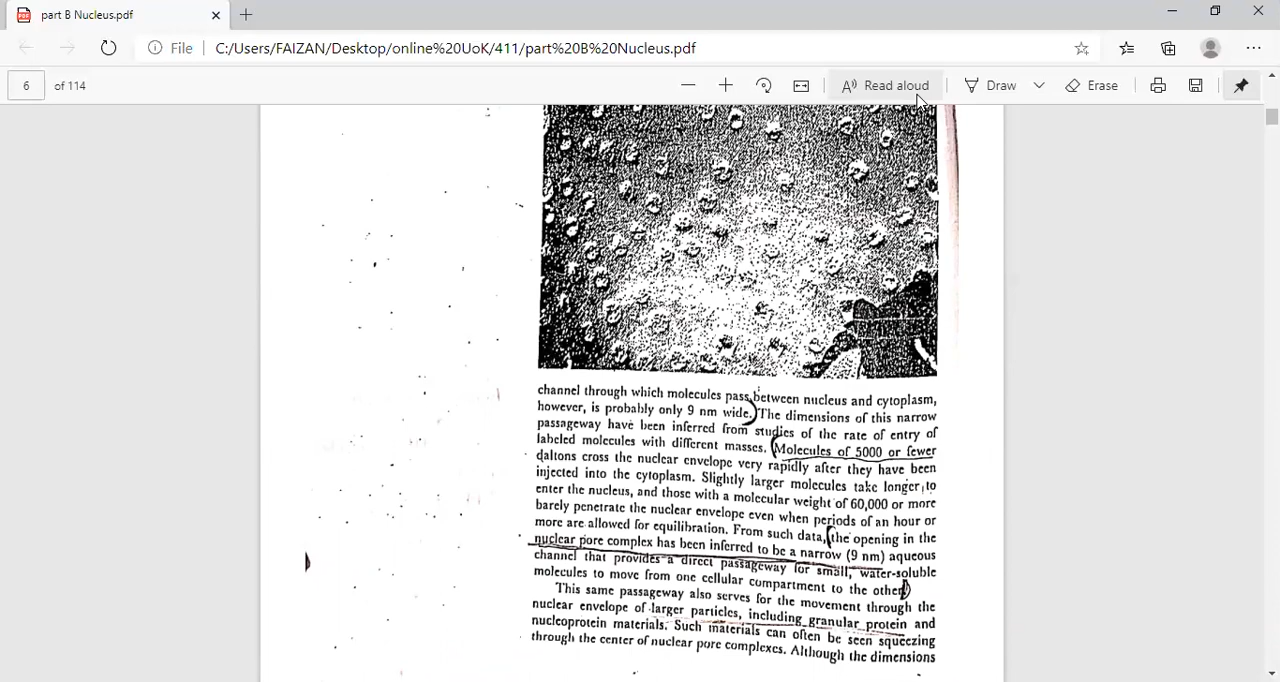 part B Nucleus.pdf
File C:/Users/FAIZAN/Desktop/online%20UoK/411/part%20B%20Nucleus.pdf
6 of 114
Read aloud
Draw
Erase
channel through which molecules pass between nucleus and cytoplasm,
however, is probably only 9 nm wide. The dimensions of this narrow
passageway have been inferred from studies of the rate of entry of
labeled molecules with different masses. Molecules of 5000 or fewer
daltons cross the nuclear envelope very rapidly after they have been
injected into the cytoplasm. Slightly larger molecules take longer to
enter the nucleus, and those with a molecular weight of 60,000 or more
barely penetrate the nuclear envelope even when periods of an hour or
more are allowed for equilibration. From such data, the opening in the
nuclear pore complex has been inferred to be a narrow (9 nm) aqueous
channel that provides a direct passageway for small, water-soluble
molecules to move from one cellular compartment to the other.
This same passageway also serves for the movement through the
nuclear envelope of larger particles, including granular protein and
nucleoprotein materials. Such materials can often be seen squeezing
through the center of nuclear pore complexes. Although the dimensions